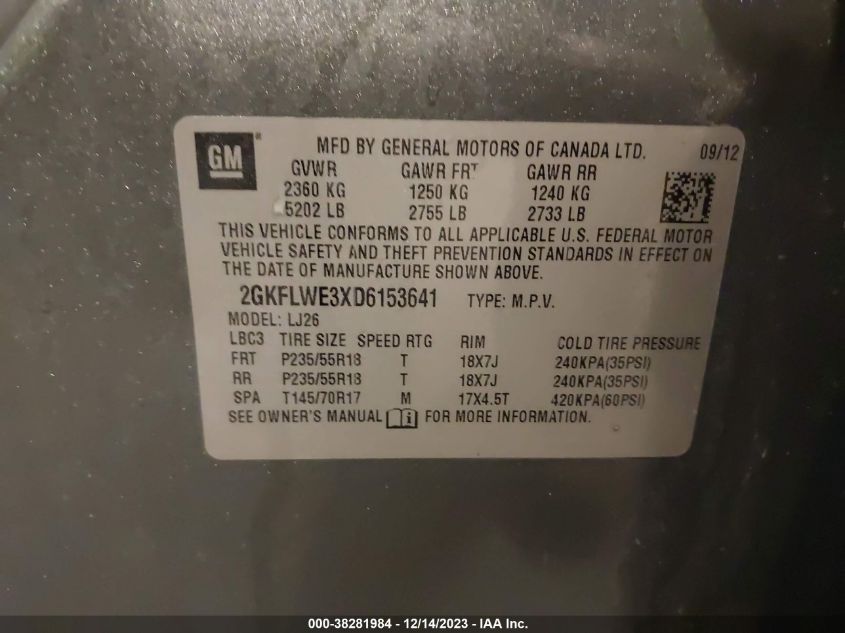 GM ®
MFD BY GENERAL MOTORS OF CANADA LTD. 09/12
GVWR GAWR FRT GAWR RR
2360 KG 1250 KG 1240 KG
5202 LB 2755 LB 2733 LB
THIS VEHICLE CONFORMS TO ALL APPLICABLE U.S. FEDERAL MOTOR
VEHICLE SAFETY AND THEFT PREVENTION STANDARDS IN EFFECT ON
THE DATE OF MANUFACTURE SHOWN ABOVE.
2GKFLWE3XD6153641 TYPE: M.P.V.
MODEL: LJ26
LBC3 TIRE SIZE SPEED RTG RIM COLD TIRE PRESSURE
FRT P235/55R18 T 18X7J 240KPA(35PSI)
RR P235/55R18 T 18X7J 240KPA(35PSI)
SPA T145/70R17 M 17X4.5T 420KPA(60PSI)
SEE OWNER'S MANUAL FOR MORE INFORMATION.
000-38281984 - 12/14/2023 - IAA Inc.